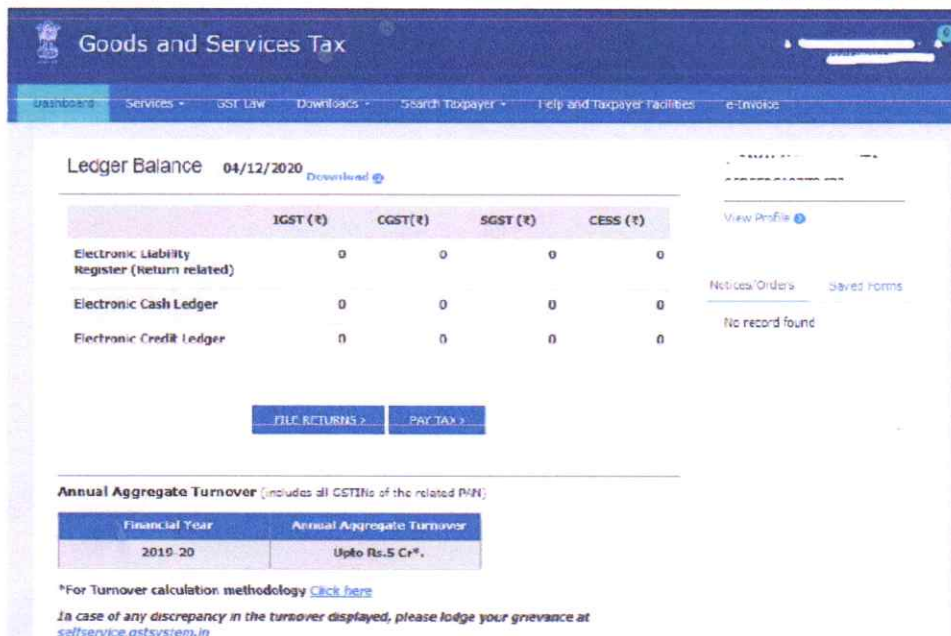 Goods and Services Tax
Dashboard Services GST Law Downloads Search Taxpayer Help and Taxpayer Facilities e-Invoice
Ledger Balance 04/12/2020 Download
IGST (₹) CGST(₹) SGST (₹) CESS (₹)
Electronic Liability
Register (Return related) 0 0 0 0
Electronic Cash Ledger 0 0 0 0
Electronic Credit Ledger 0 0 0 0
View Profile
Notices/Orders Saved Forms
No record found
FILE RETURNS > PAY TAX >
Annual Aggregate Turnover (includes all GSTINs of the related PAN)
Financial Year Annual Aggregate Turnover
2019-20 Upto Rs.5 Cr*.
*For Turnover calculation methodology Click here
In case of any discrepancy in the turnover displayed, please lodge your grievance at
selfservice.gstsystem.in